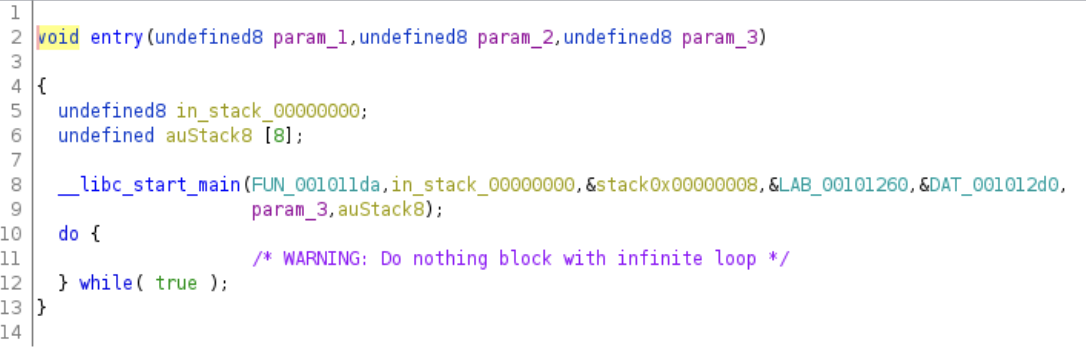 1
2 void entry(undefined8 param_1,undefined8 param_2,undefined8 param_3)
3
4 {
5   undefined8 in_stack_00000000;
6   undefined auStack8 [8];
7
8   __libc_start_main(FUN_001011da,in_stack_00000000,&stack0x00000008,&LAB_00101260,&DAT_001012d0,
9                     param_3,auStack8);
10   do {
11                     /* WARNING: Do nothing block with infinite loop */
12   } while( true );
13 }
14